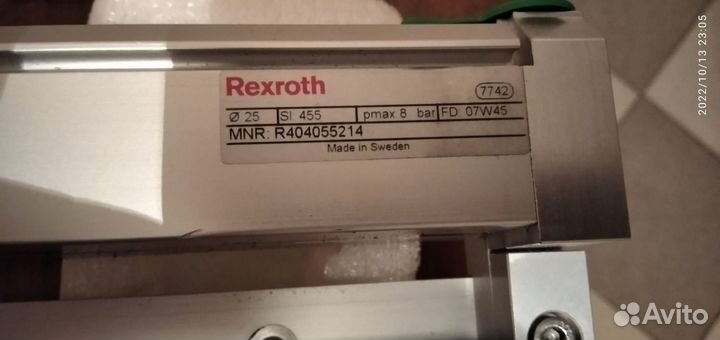 Rexroth
7742
Ø 25 SI 455 pmax 8 bar FD 07W45
MNR: R404055214
Made in Sweden
2022/10/13 23:05
Avito